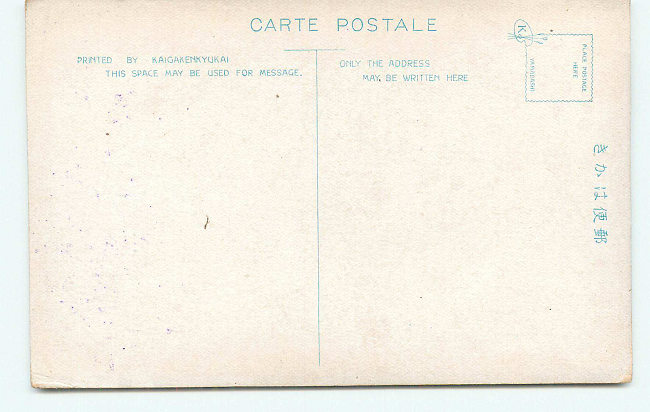 CARTE POSTALE
PRINTED BY KAIGAKENKYUKAI
THIS SPACE MAY BE USED FOR MESSAGE.
ONLY THE ADDRESS
MAY BE WRITTEN HERE
K
PLACE POSTAGE
HERE
郵便はかき